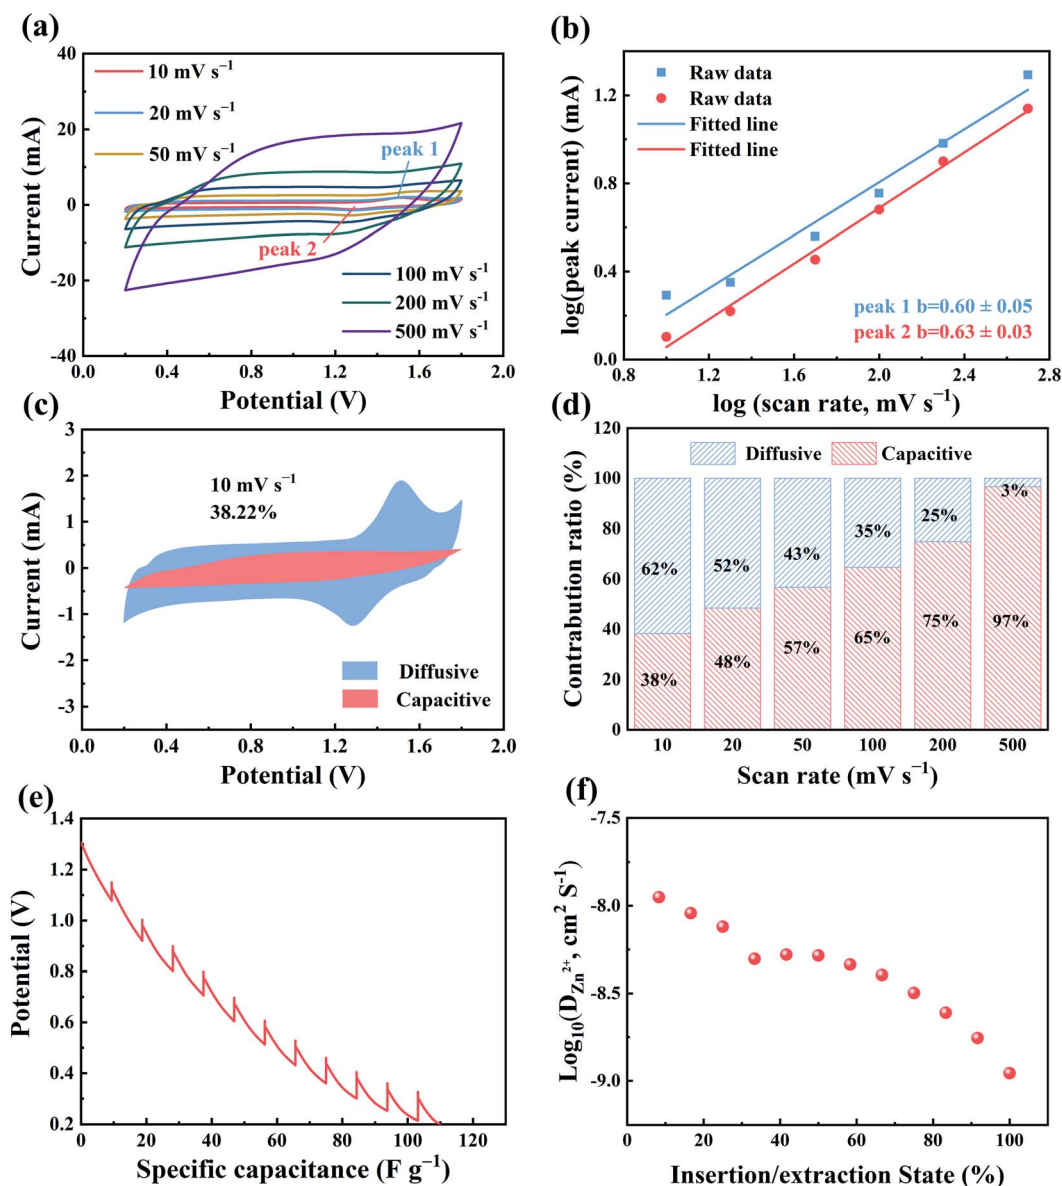 (a)
40
20
0
-20
-40
0.0 0.4 0.8 1.2 1.6 2.0
Current (mA)
Potential (V)
10 mV s⁻¹
20 mV s⁻¹
50 mV s⁻¹
peak 1
peak 2
100 mV s⁻¹
200 mV s⁻¹
500 mV s⁻¹
(b)
1.2
0.8
0.4
0.0
0.8 1.2 1.6 2.0 2.4 2.8
log(peak current) (mA)
log (scan rate, mV s⁻¹)
Raw data
Raw data
Fitted line
Fitted line
peak 1 b=0.60 ± 0.05
peak 2 b=0.63 ± 0.03
(c)
3
2
1
0
-1
-2
-3
0.0 0.4 0.8 1.2 1.6 2.0
Current (mA)
Potential (V)
10 mV s⁻¹
38.22%
Diffusive
Capacitive
(d)
120
100
80
60
40
20
0
10 20 50 100 200 500
Contrabution ratio (%)
Scan rate (mV s⁻¹)
Diffusive Capacitive
62% 52% 43% 35% 25% 3%
38% 48% 57% 65% 75% 97%
(e)
1.4
1.2
1.0
0.8
0.6
0.4
0.2
0 20 40 60 80 100 120
Potential (V)
Specific capacitance (F g⁻¹)
(f)
-7.5
-8.0
-8.5
-9.0
0 20 40 60 80 100
Log₁₀(D_Zn²⁺, cm² S⁻¹)
Insertion/extraction State (%)